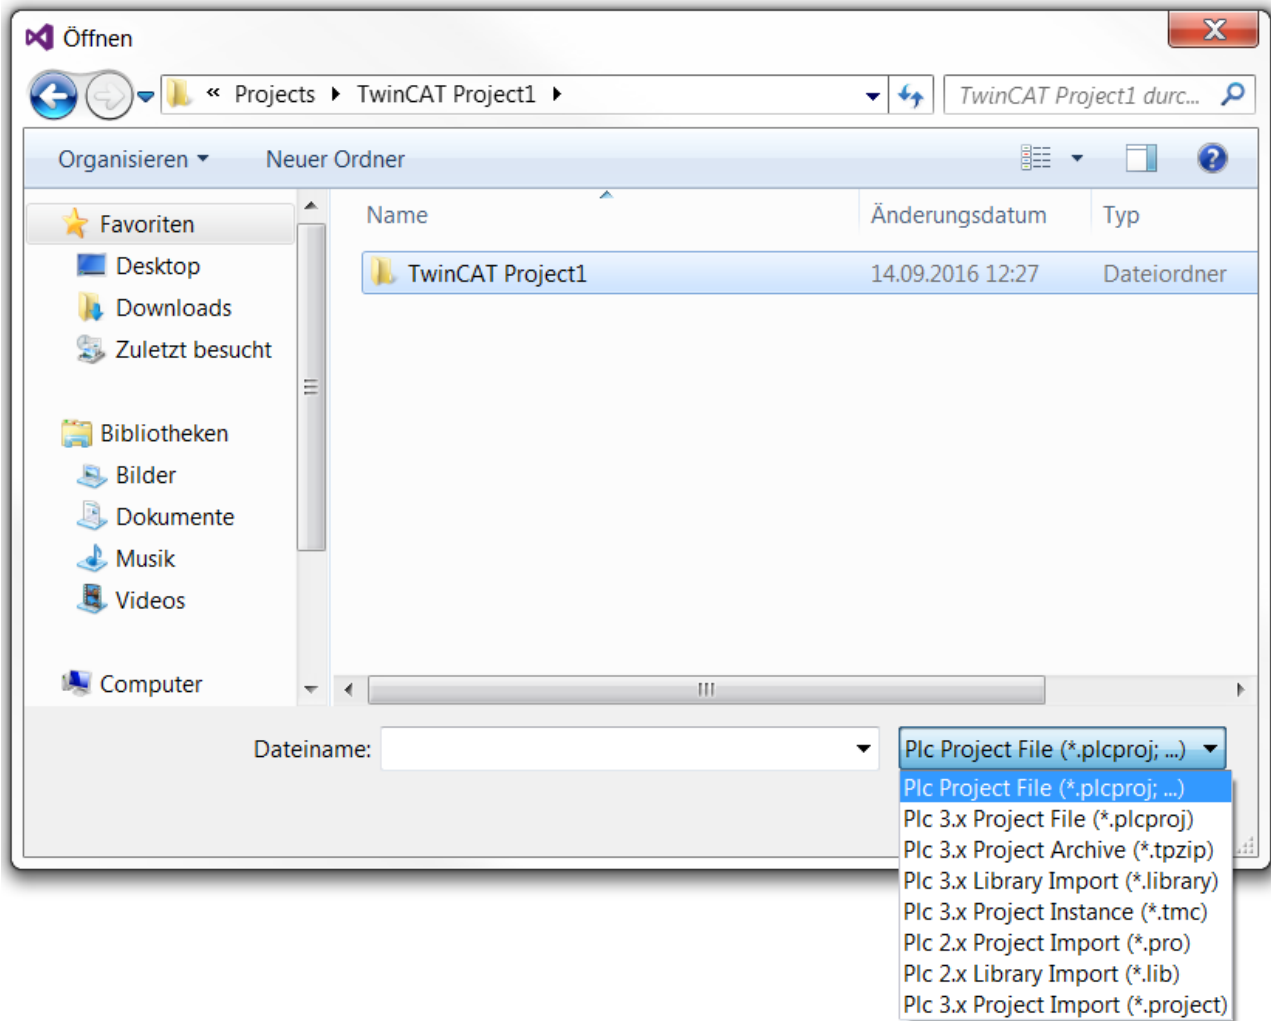 Öffnen
« Projects TwinCAT Project1
TwinCAT Project1 durc...
Organisieren Neuer Ordner
Name Änderungsdatum Typ
Favoriten
Desktop
Downloads
Zuletzt besucht
Bibliotheken
Bilder
Dokumente
Musik
Videos
Computer
TwinCAT Project1 14.09.2016 12:27 Dateiordner
Dateiname:
Plc Project File (*.plcproj; ...)
Plc Project File (*.plcproj; ...)
Plc 3.x Project File (*.plcproj)
Plc 3.x Project Archive (*.tpzip)
Plc 3.x Library Import (*.library)
Plc 3.x Project Instance (*.tmc)
Plc 2.x Project Import (*.pro)
Plc 2.x Library Import (*.lib)
Plc 3.x Project Import (*.project)